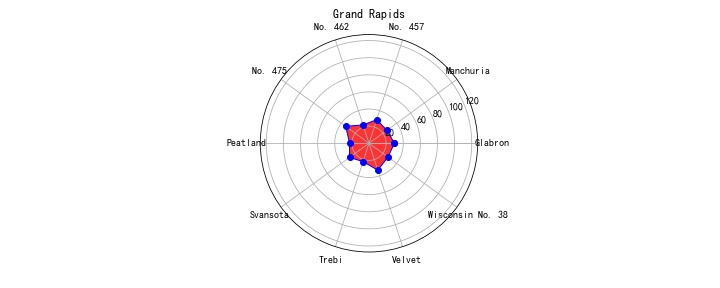 Grand Rapids
No. 462
No. 457
No. 475
Manchuria
120
100
80
60
40
20
Peatland
Glabron
Svansota
Wisconsin No. 38
Trebi
Velvet